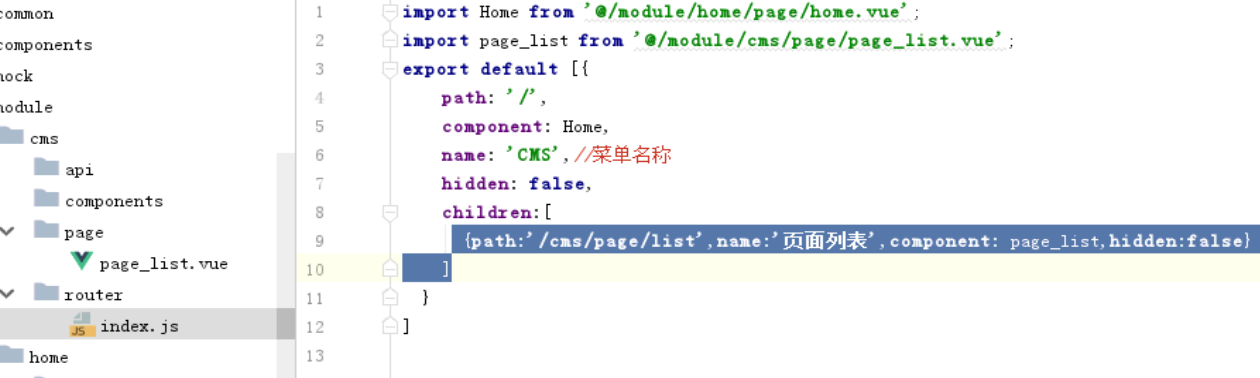 common
components
mock
module
cms
api
components
page
page_list.vue
router
index.js
home
1 import Home from '@/module/home/page/home.vue';
2 import page_list from '@/module/cms/page/page_list.vue';
3 export default [{
4 path: '/',
5 component: Home,
6 name: 'CMS',//菜单名称
7 hidden: false,
8 children:[
9 {path:'/cms/page/list',name:'页面列表',component: page_list,hidden:false}
10 ]
11 }
12 ]
13